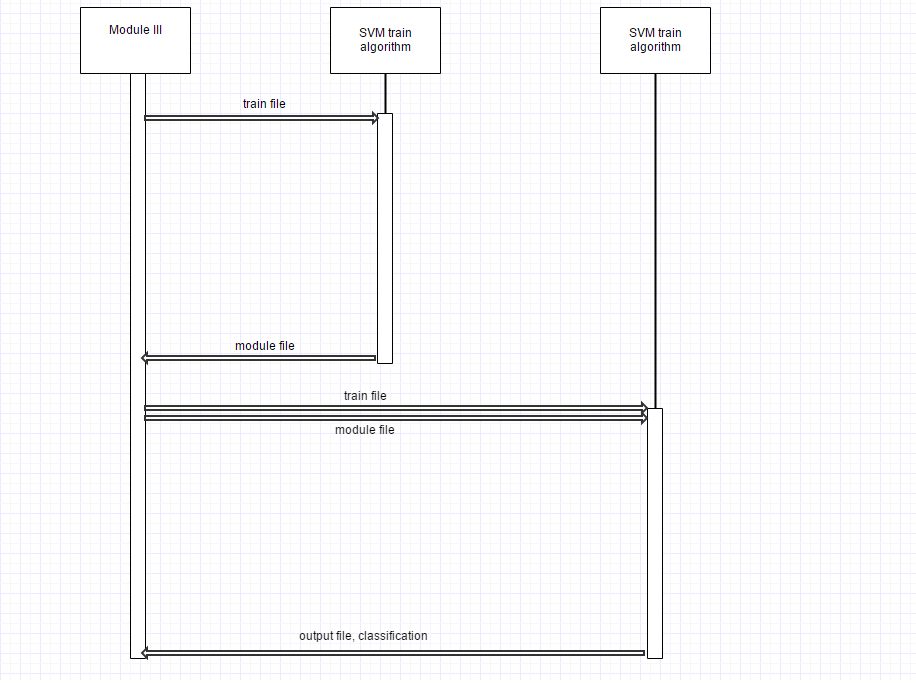 Module III
SVM train
algorithm
SVM train
algorithm
train file
module file
train file
module file
output file, classification